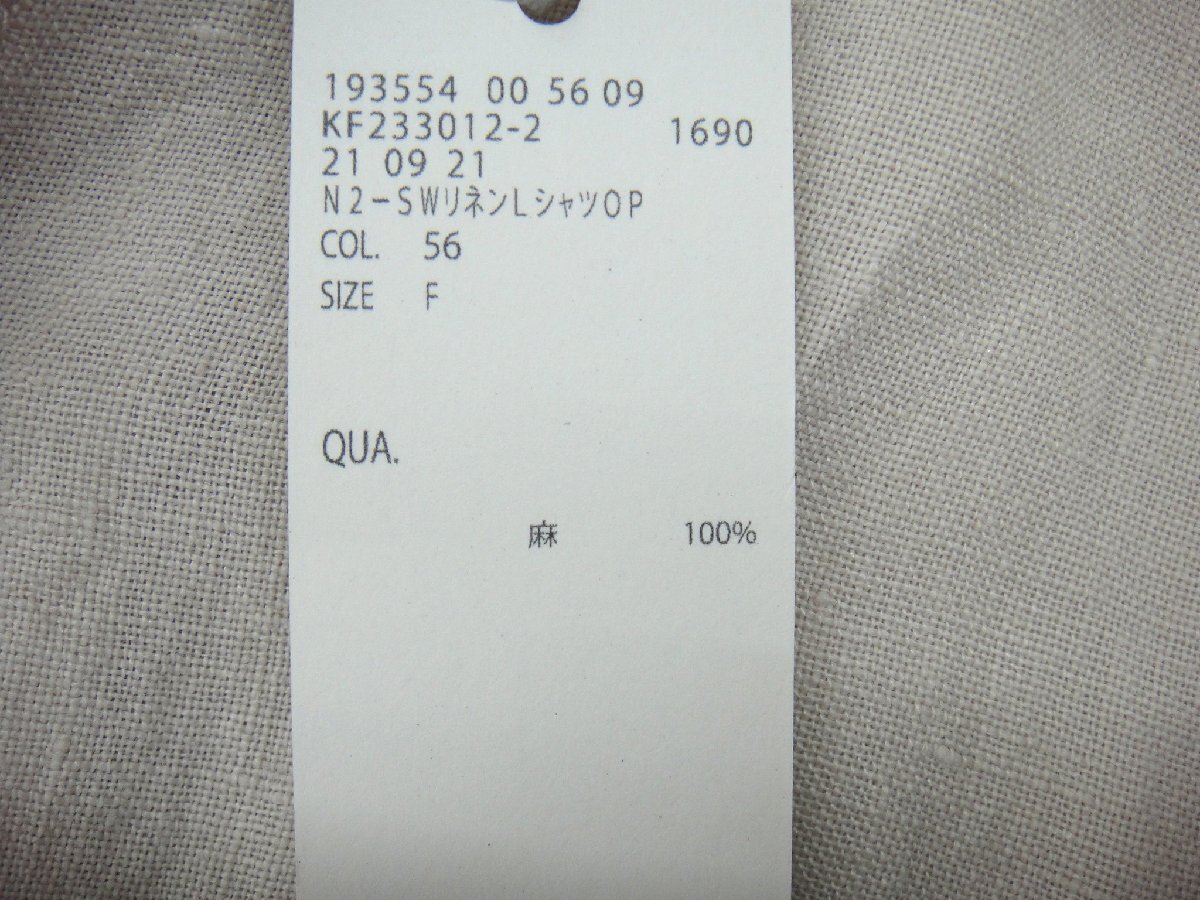 193554 00 56 09
KF233012-2 1690
21 09 21
N2-SWリネンLシャツOP
COL. 56
SIZE F
QUA.
麻 100%